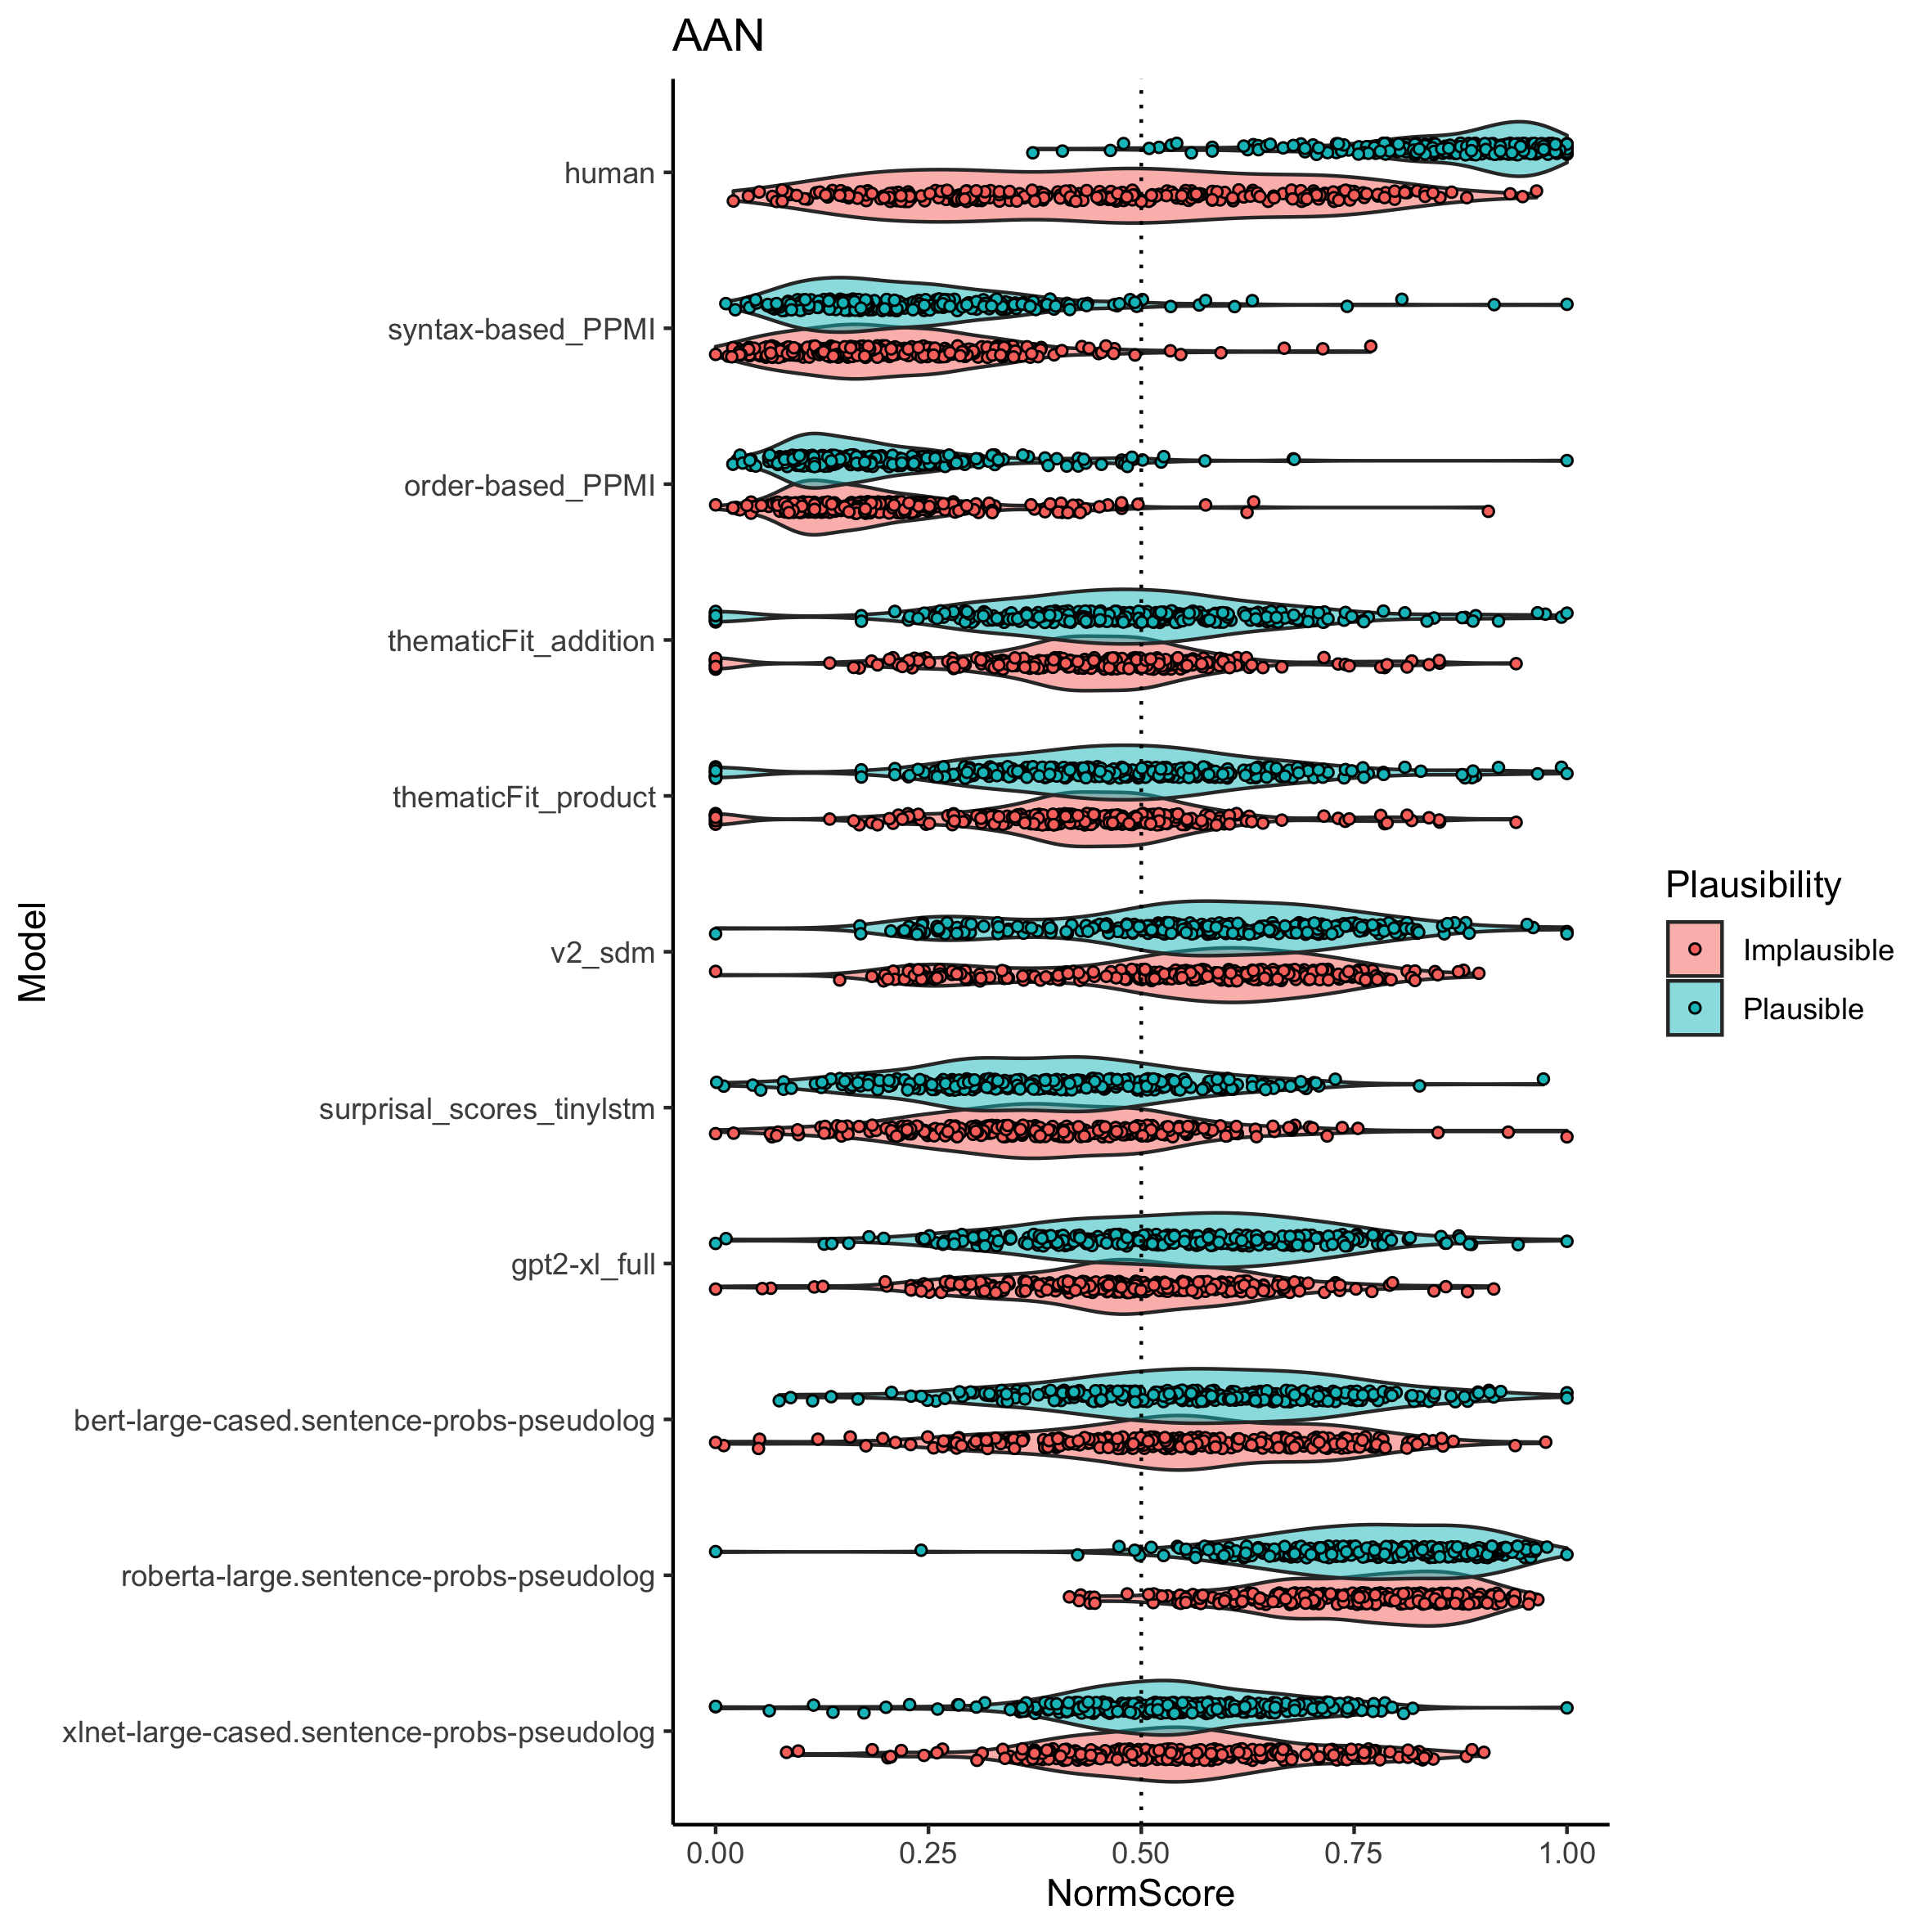 AAN
human
syntax-based_PPMI
order-based_PPMI
thematicFit_addition
thematicFit_product
v2_sdm
surprisal_scores_tinylstm
gpt2-xl_full
bert-large-cased.sentence-probs-pseudolog
roberta-large.sentence-probs-pseudolog
xlnet-large-cased.sentence-probs-pseudolog
Model
0.00 0.25 0.50 0.75 1.00
NormScore
Plausibility
Implausible
Plausible